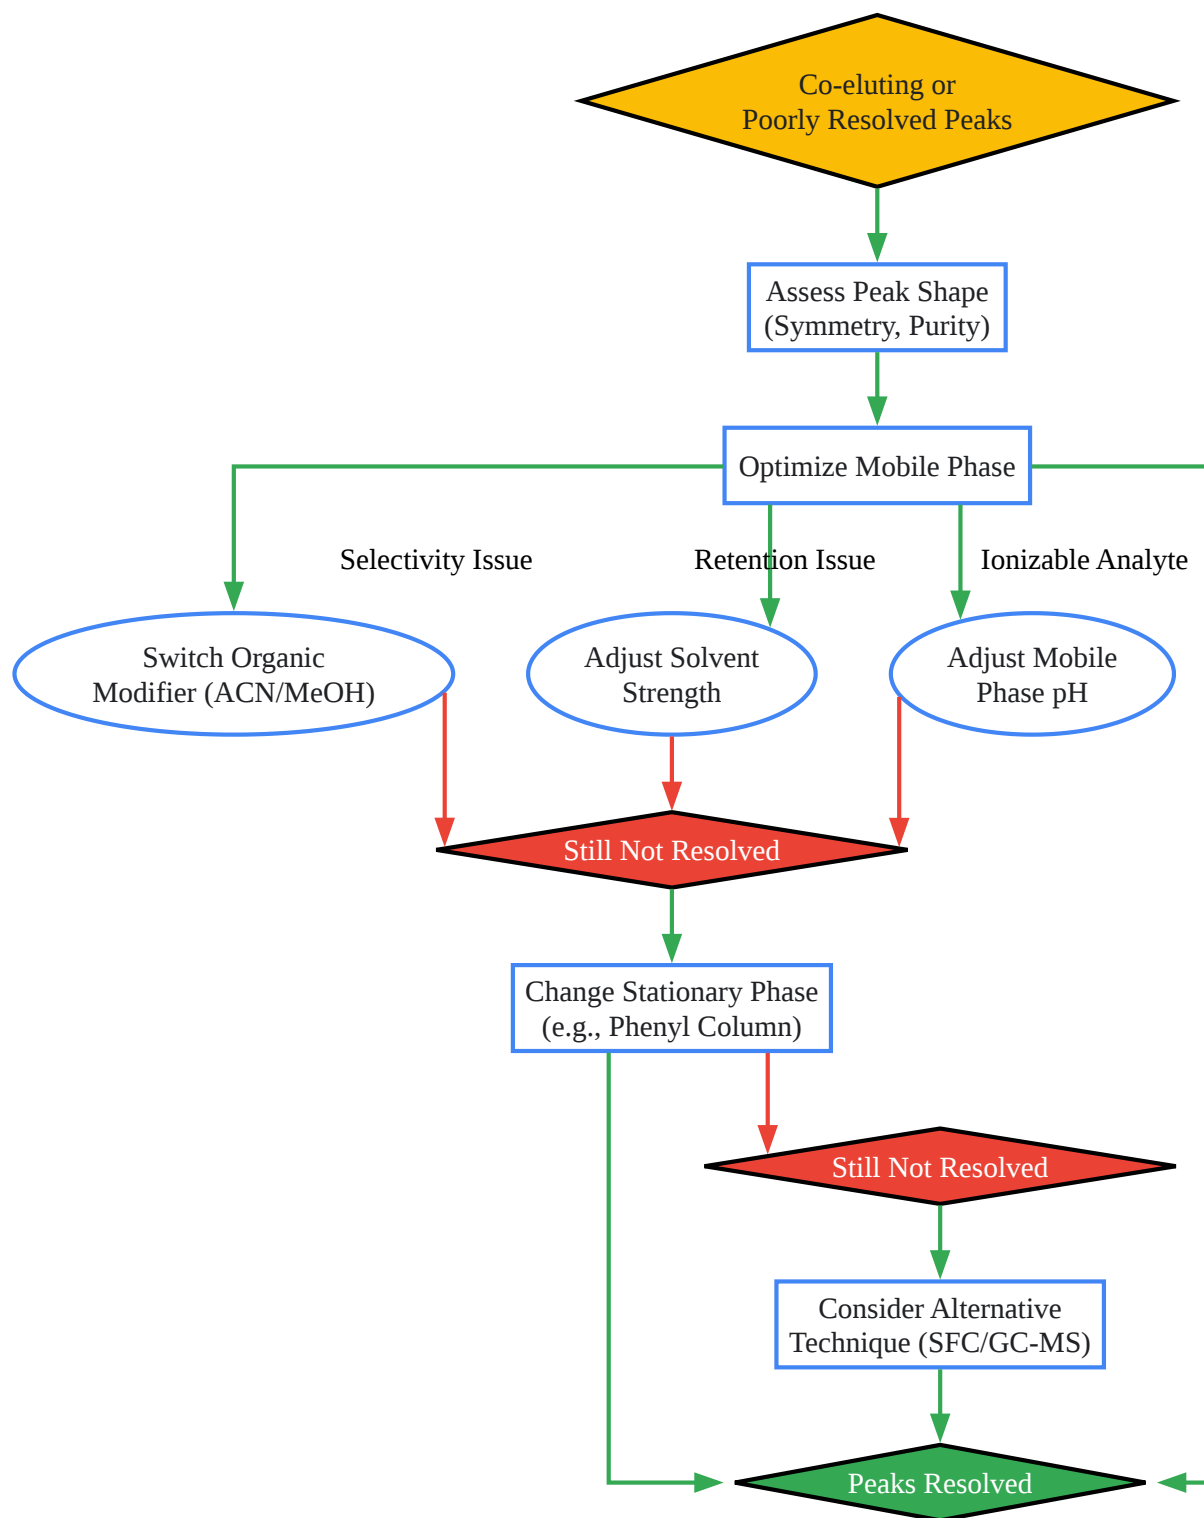 Co-eluting or
Poorly Resolved Peaks
Assess Peak Shape
(Symmetry, Purity)
Optimize Mobile Phase
Selectivity Issue
Retention Issue
Ionizable Analyte
Switch Organic
Modifier (ACN/MeOH)
Adjust Solvent
Strength
Adjust Mobile
Phase pH
Still Not Resolved
Change Stationary Phase
(e.g., Phenyl Column)
Still Not Resolved
Consider Alternative
Technique (SFC/GC-MS)
Peaks Resolved